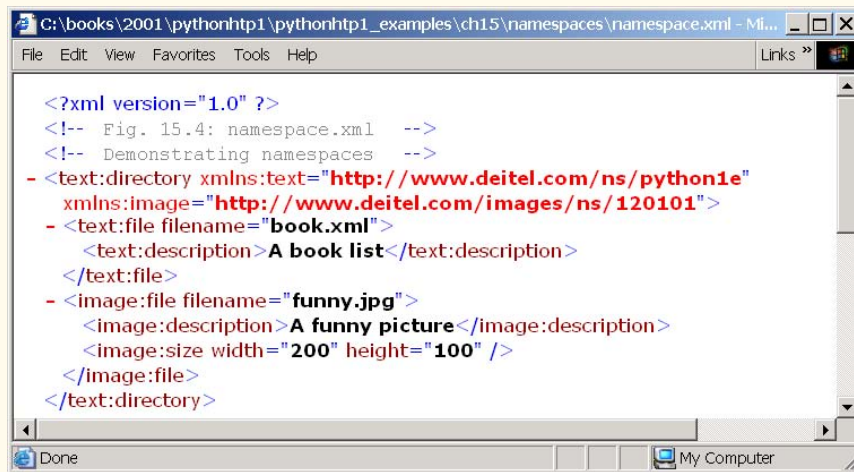 C:\books\2001\pythonhtp1\pythonhtp1_examples\ch15\namespaces\namespace.xml - Mi...
File Edit View Favorites Tools Help Links »
<?xml version="1.0" ?>
<!-- Fig. 15.4: namespace.xml -->
<!-- Demonstrating namespaces -->
- <text:directory xmlns:text="http://www.deitel.com/ns/python1e"
xmlns:image="http://www.deitel.com/images/ns/120101">
- <text:file filename="book.xml">
<text:description>A book list</text:description>
</text:file>
- <image:file filename="funny.jpg">
<image:description>A funny picture</image:description>
<image:size width="200" height="100" />
</image:file>
</text:directory>
Done My Computer